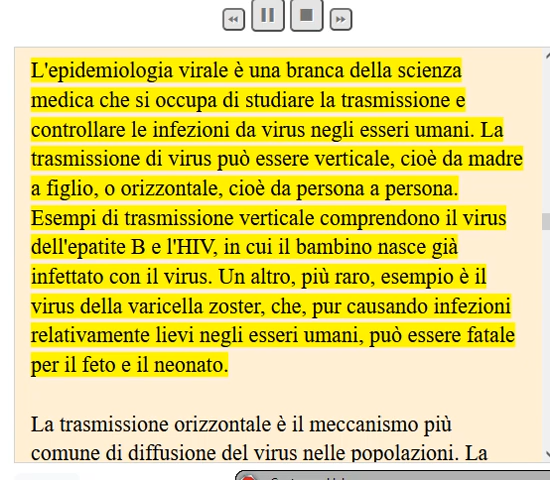 L'epidemiologia virale è una branca della scienza
medica che si occupa di studiare la trasmissione e
controllare le infezioni da virus negli esseri umani. La
trasmissione di virus può essere verticale, cioè da madre
a figlio, o orizzontale, cioè da persona a persona.
Esempi di trasmissione verticale comprendono il virus
dell'epatite B e l'HIV, in cui il bambino nasce già
infettato con il virus. Un altro, più raro, esempio è il
virus della varicella zoster, che, pur causando infezioni
relativamente lievi negli esseri umani, può essere fatale
per il feto e il neonato.
La trasmissione orizzontale è il meccanismo più
comune di diffusione del virus nelle popolazioni. La